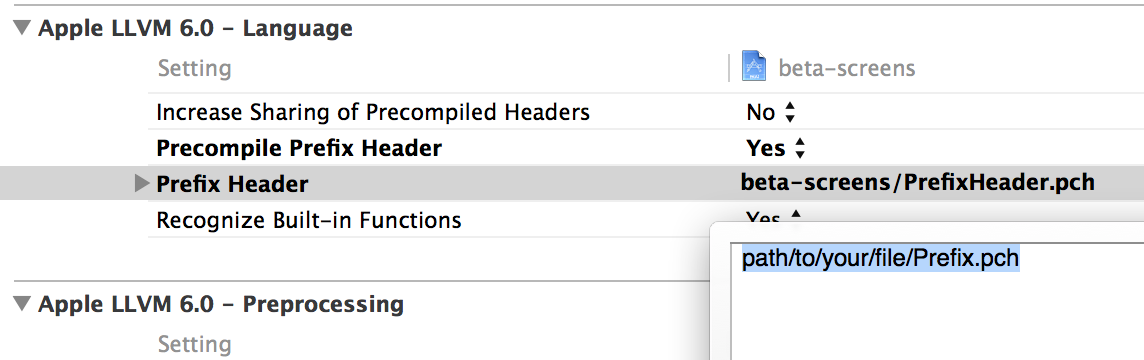 Apple LLVM 6.0 – Language
Setting beta-screens
Increase Sharing of Precompiled Headers No
Precompile Prefix Header Yes
Prefix Header beta-screens/PrefixHeader.pch
Recognize Built-in Functions Yes
path/to/your/file/Prefix.pch
Apple LLVM 6.0 – Preprocessing
Setting